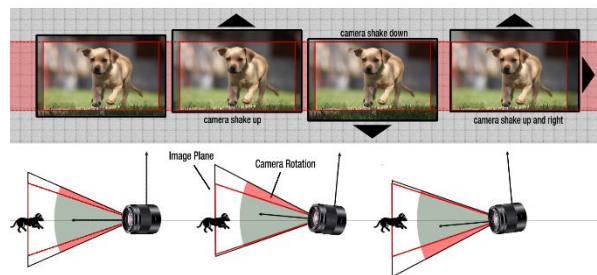 camera shake down
camera shake up
camera shake up and right
Image Plane
Camera Rotation